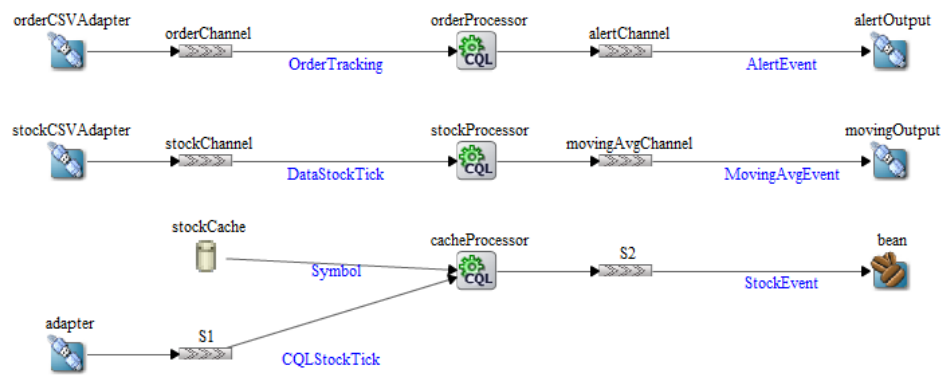 orderCSVAdapter
orderChannel
OrderTracking
orderProcessor
CQL
alertChannel
AlertEvent
alertOutput
stockCSVAdapter
stockChannel
DataStockTick
stockProcessor
CQL
movingAvgChannel
MovingAvgEvent
movingOutput
stockCache
Symbol
cacheProcessor
CQL
S2
StockEvent
bean
adapter
S1
CQLStockTick